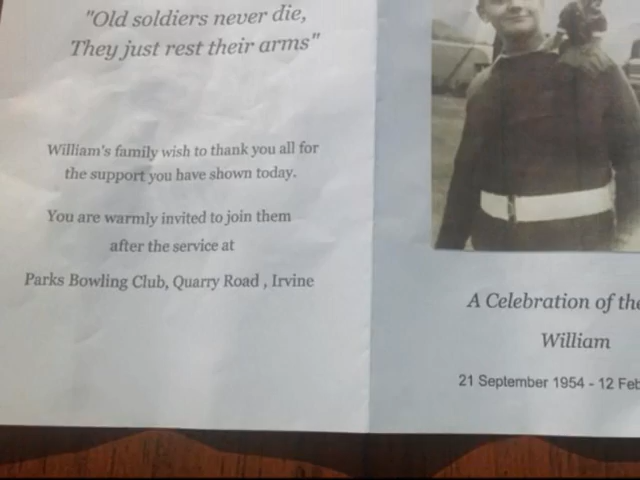 "Old soldiers never die,
They just rest their arms"
William's family wish to thank you all for
the support you have shown today.
You are warmly invited to join them
after the service at
Parks Bowling Club, Quarry Road , Irvine
A Celebration of the
William
21 September 1954 - 12 Feb